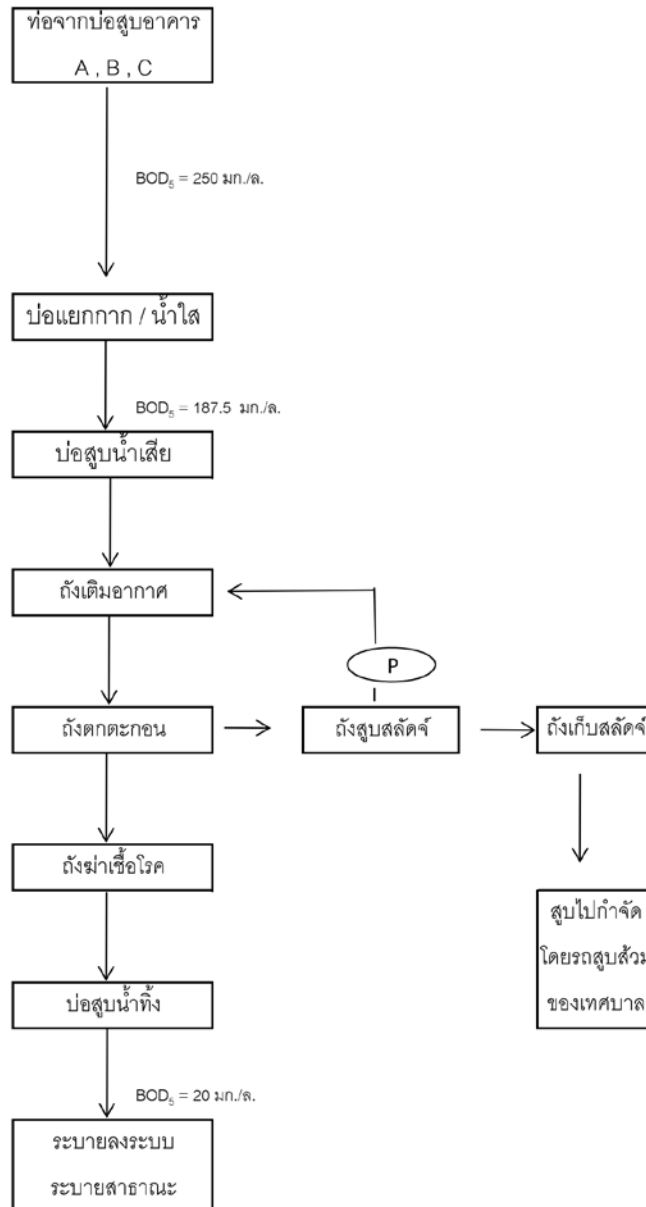 ท่อจากบ่อสูบอาคาร
A , B , C
BOD₅ = 250 มก./ล.
บ่อแยกกาก / น้ำใส
BOD₅ = 187.5 มก./ล.
บ่อสูบน้ำเสีย
ถังเติมอากาศ
P
ถังตกตะกอน
ถังสูบสลัดจ์
ถังเก็บสลัดจ์
ถังฆ่าเชื้อโรค
สูบไปกำจัด
โดยรถสูบส้วม
ของเทศบาล
บ่อสูบน้ำทิ้ง
BOD₅ = 20 มก./ล.
ระบายลงระบบ
ระบายสาธาณะ